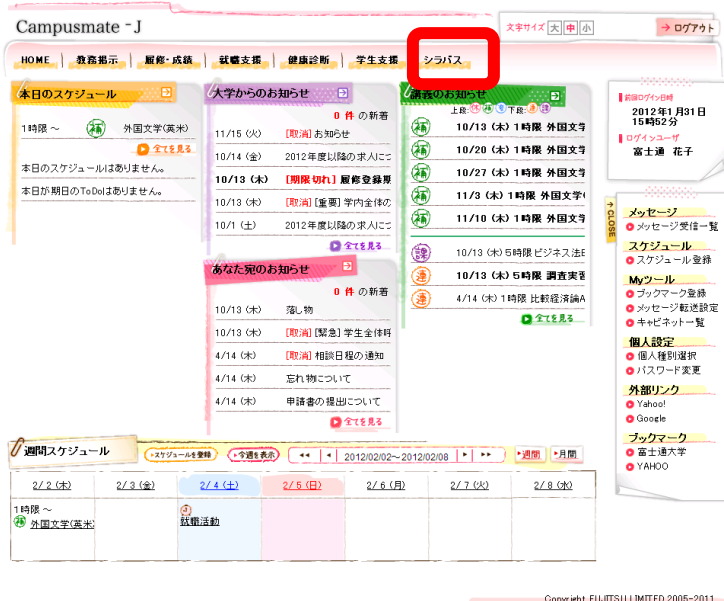 Campusmate-J
文字サイズ 大 中 小
ログアウト
HOME 教務掲示 履修・成績 就職支援 健康診断 学生支援 シラバス
本日のスケジュール
1時限～ 補 外国文学(英米)
全てを見る
本日のスケジュールはありません。
本日が期日のToDoはありません。
大学からのお知らせ
0 件 の新着
11/15 (火) [取消] お知らせ
10/14 (金) 2012年度以降の求人につ
10/13 (木) [期限切れ] 履修登録期
10/13 (木) [取消] [重要] 学内全体の
10/1 (土) 2012年度以降の求人につ
全てを見る
あなた宛のお知らせ
0 件 の新着
10/13 (木) 落し物
10/13 (木) [取消] [緊急] 学生全体呼
4/14 (木) [取消] 相談日程の通知
4/14 (木) 忘れ物について
4/14 (木) 申請書の提出について
全てを見る
講義のお知らせ
上段: 休 補 下段: 連 課
補 10/13 (木) 1時限 外国文学
補 10/20 (木) 1時限 外国文学
補 10/27 (木) 1時限 外国文学
補 11/3 (木) 1時限 外国文学(
補 11/10 (木) 1時限 外国文学
課 10/13 (木) 5時限 ビジネス法E
連 10/13 (木) 5時限 調査実習
連 4/14 (木) 1時限 比較経済論A
全てを見る
前回ログイン日時
2012年1月31日
15時52分
ログインユーザ
富士通 花子
CLOSE
メッセージ
メッセージ受信一覧
スケジュール
スケジュール登録
Myツール
ブックマーク登録
メッセージ転送設定
キャビネット一覧
個人設定
個人種別選択
パスワード変更
外部リンク
Yahoo!
Google
ブックマーク
富士通大学
YAHOO
週間スケジュール スケジュールを登録 今週を表示 2012/02/02～2012/02/08 週間 月間
2/2 (木) 2/3 (金) 2/4 (土) 2/5 (日) 2/6 (月) 2/7 (火) 2/8 (水)
1時限～
補 外国文学(英米)
就職活動
Copyright FUJITSU LIMITED 2005-2011